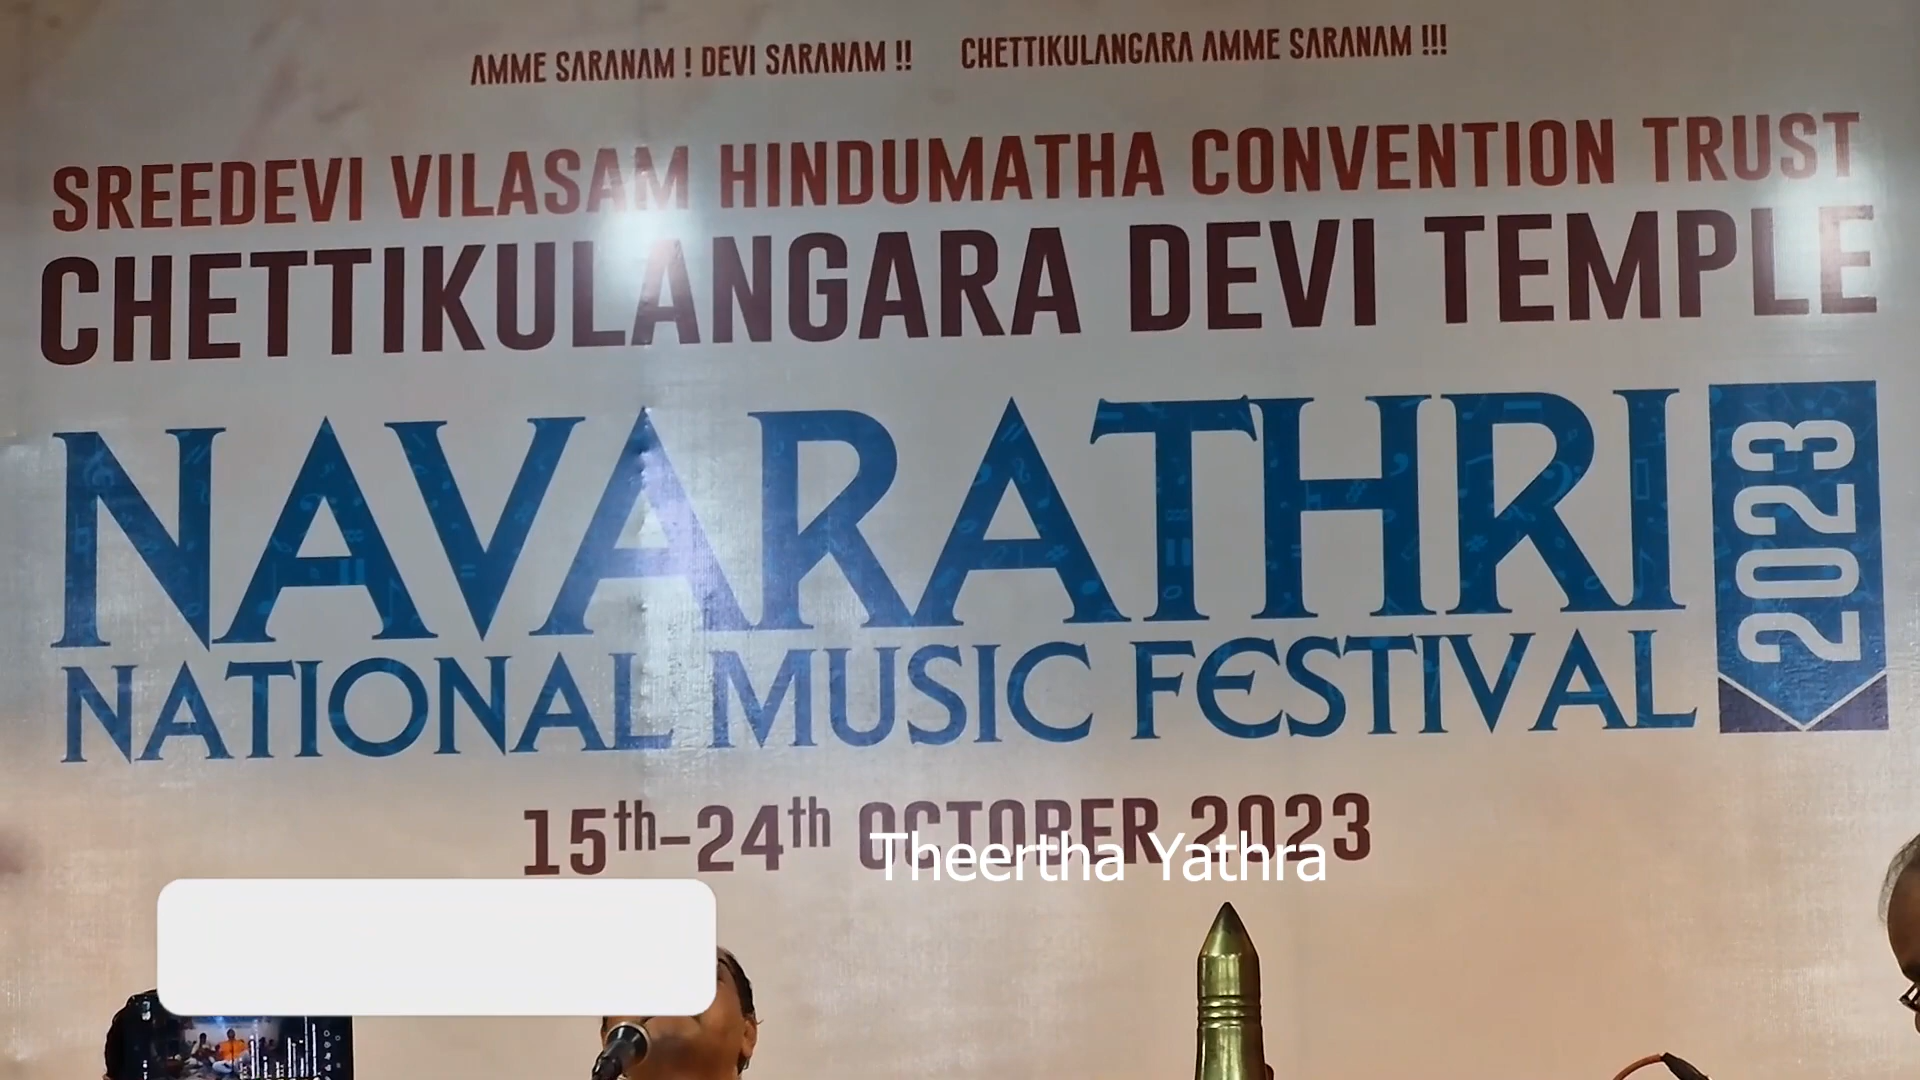 AMME SARANAM ! DEVI SARANAM !! CHETTIKULANGARA AMME SARANAM !!!
SREEDEVI VILASAM HINDUMATHA CONVENTION TRUST
CHETTIKULANGARA DEVI TEMPLE
NAVARATHRI 2023
NATIONAL MUSIC FESTIVAL
15th-24th OCTOBER 2023
Theertha Yathra